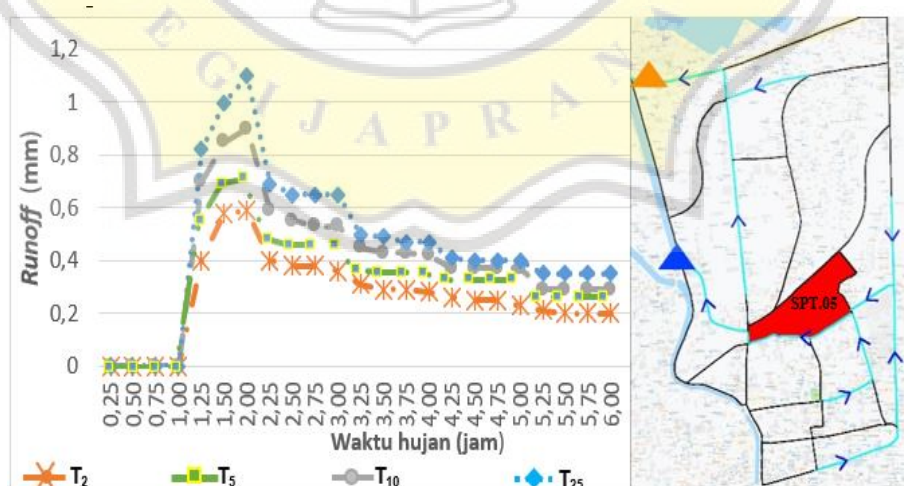 E GIJAPRANA
Runoff (mm)
1,2
1
0,8
0,6
0,4
0,2
0
0,25 0,50 0,75 1,00 1,25 1,50 2,00 2,25 2,50 2,75 3,00 3,25 3,50 3,75 4,00 4,25 4,50 4,75 5,00 5,25 5,50 5,75 6,00
Waktu hujan (jam)
T₂ T₅ T₁₀ T₂₅
SPT.05